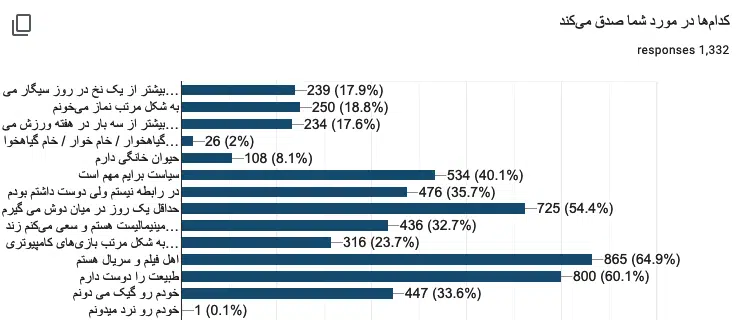 کدام‌ها در مورد شما صدق می‌کند
1,332 responses
بیشتر از یک نخ در روز سیگار می...
239 (17.9%)
به شکل مرتب نماز می‌خونم
250 (18.8%)
بیشتر از سه بار در هفته ورزش می...
234 (17.6%)
گیاهخوار / خام خوار / خام گیاهخوا...
26 (2%)
حیوان خانگی دارم
108 (8.1%)
سیاست برایم مهم است
534 (40.1%)
در رابطه نیستم ولی دوست داشتم بودم
476 (35.7%)
حداقل یک روز در میان دوش می گیرم
725 (54.4%)
مینیمالیست هستم و سعی می‌کنم زند...
436 (32.7%)
به شکل مرتب بازی‌های کامپیوتری...
316 (23.7%)
اهل فیلم و سریال هستم
865 (64.9%)
طبیعت را دوست دارم
800 (60.1%)
خودم رو گیک می دونم
447 (33.6%)
خودم رو نرد میدونم
1 (0.1%)